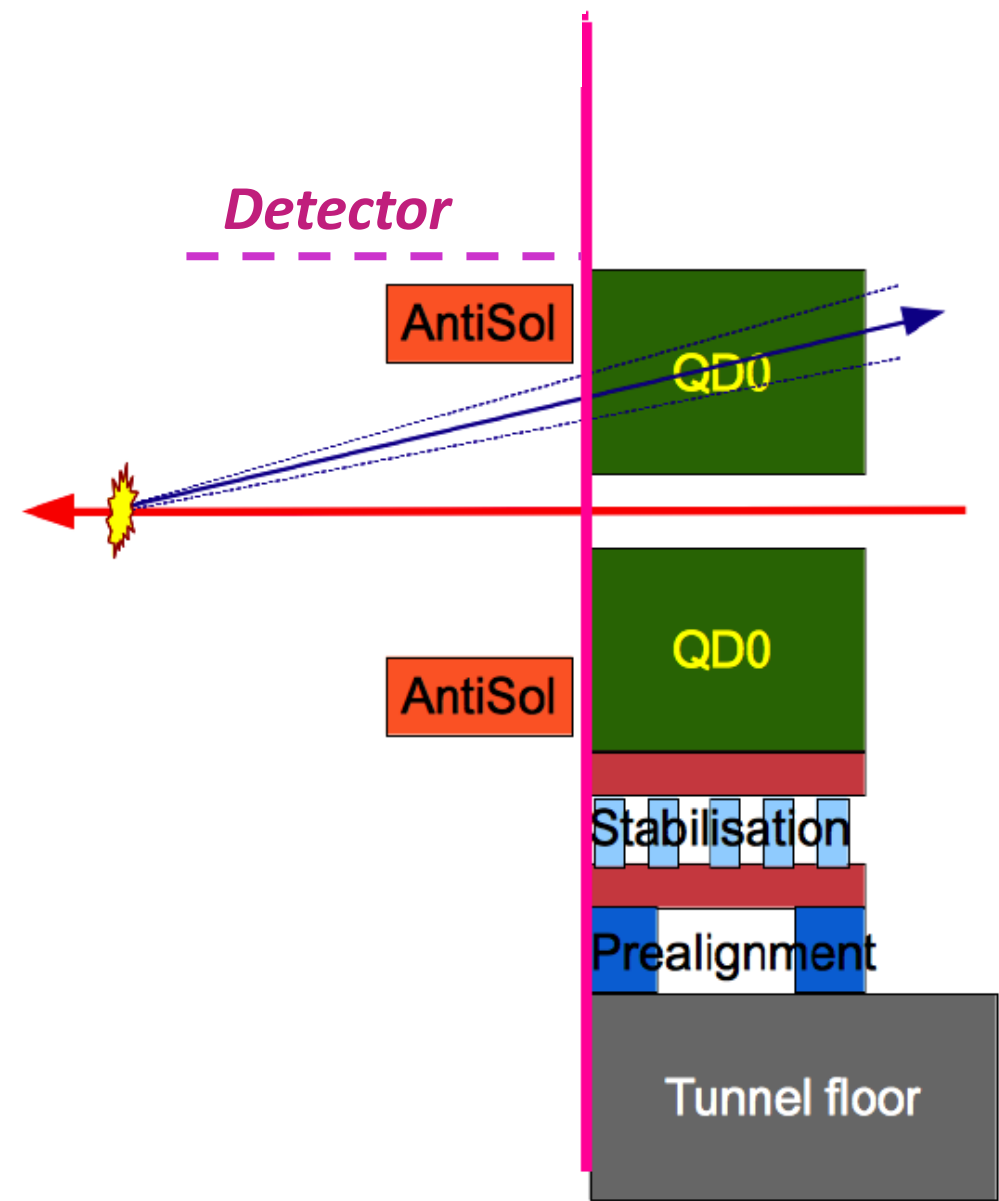 Detector
AntiSol
QD0
QD0
AntiSol
Stabilisation
Prealignment
Tunnel floor